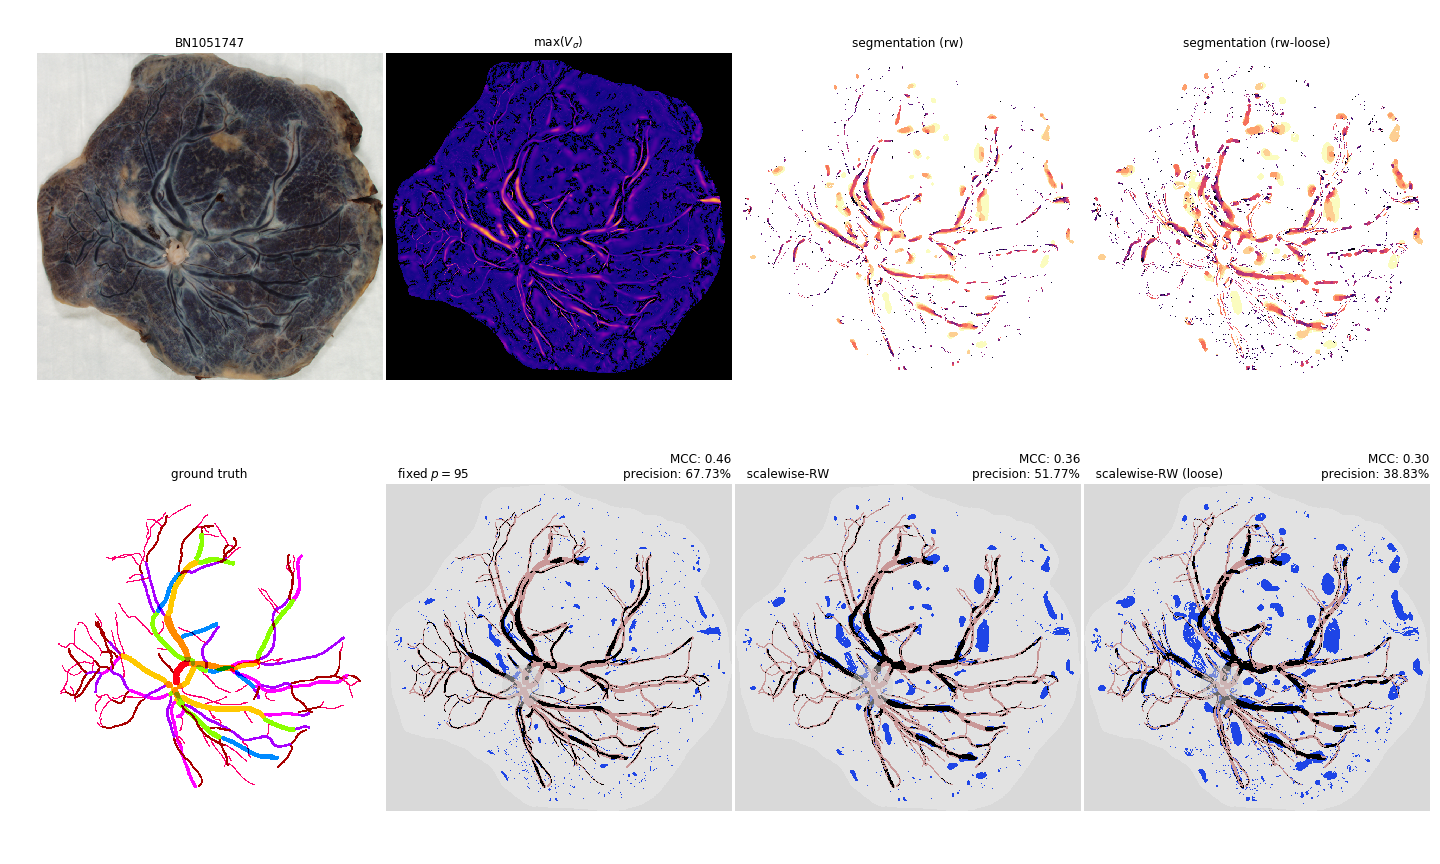 BN1051747
max(V_σ)
segmentation (rw)
segmentation (rw-loose)
ground truth
fixed p = 95
MCC: 0.46
precision: 67.73%
scalewise-RW
MCC: 0.36
precision: 51.77%
scalewise-RW (loose)
MCC: 0.30
precision: 38.83%